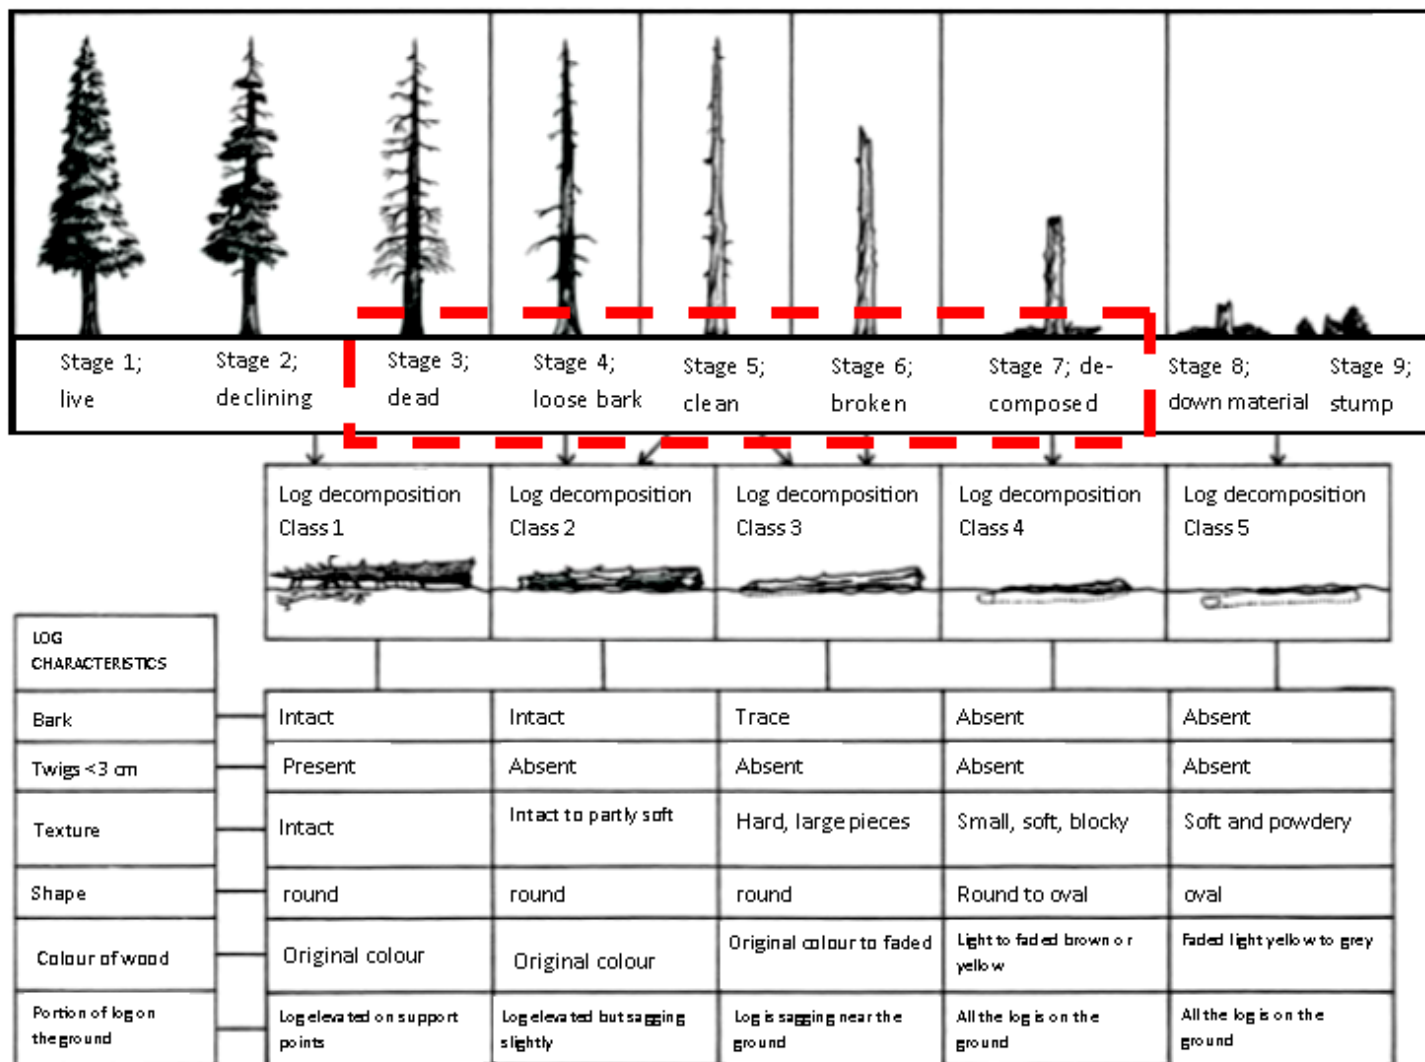 Stage 1;
live
Stage 2;
declining
Stage 3;
dead
Stage 4;
loose bark
Stage 5;
clean
Stage 6;
broken
Stage 7; de-
composed
Stage 8;
down material
Stage 9;
stump
Log decomposition
Class 1
Log decomposition
Class 2
Log decomposition
Class 3
Log decomposition
Class 4
Log decomposition
Class 5
LOG
CHARACTERISTICS
Bark
Intact
Intact
Trace
Absent
Absent
Twigs <3 cm
Present
Absent
Absent
Absent
Absent
Texture
Intact
Intact to partly soft
Hard, large pieces
Small, soft, blocky
Soft and powdery
Shape
round
round
round
Round to oval
oval
Colour of wood
Original colour
Original colour
Original colour to faded
Light to faded brown or
yellow
Faded light yellow to grey
Portion of log on
the ground
Log elevated on support
points
Log elevated but sagging
slightly
Log is sagging near the
ground
All the log is on the
ground
All the log is on the
ground